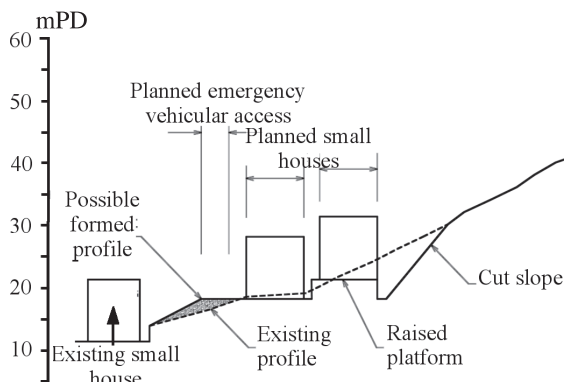 mPD
60
50
40
30
20
10
Planned emergency
vehicular access
Planned small
houses
Possible
formed
profile
Cut slope
Existing
profile
Raised
platform
Existing small
house